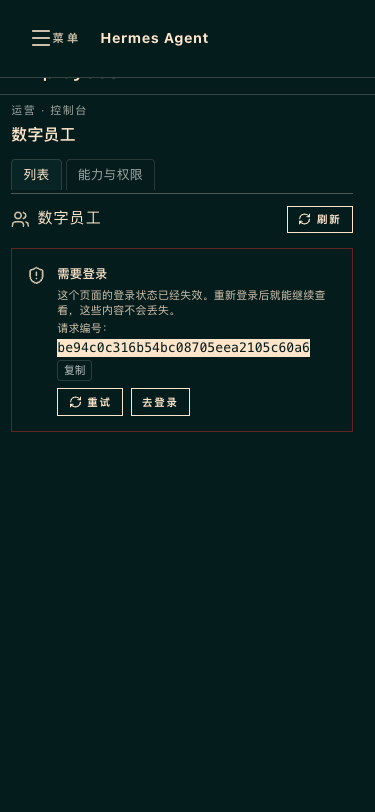 菜单 Hermes Agent
运营 · 控制台
数字员工
列表 能力与权限
数字员工 刷新
需要登录
这个页面的登录状态已经失效。重新登录后就能继续查
看，这些内容不会丢失。
请求编号：
be94c0c316b54bc08705eea2105c60a6
复制
重试 去登录